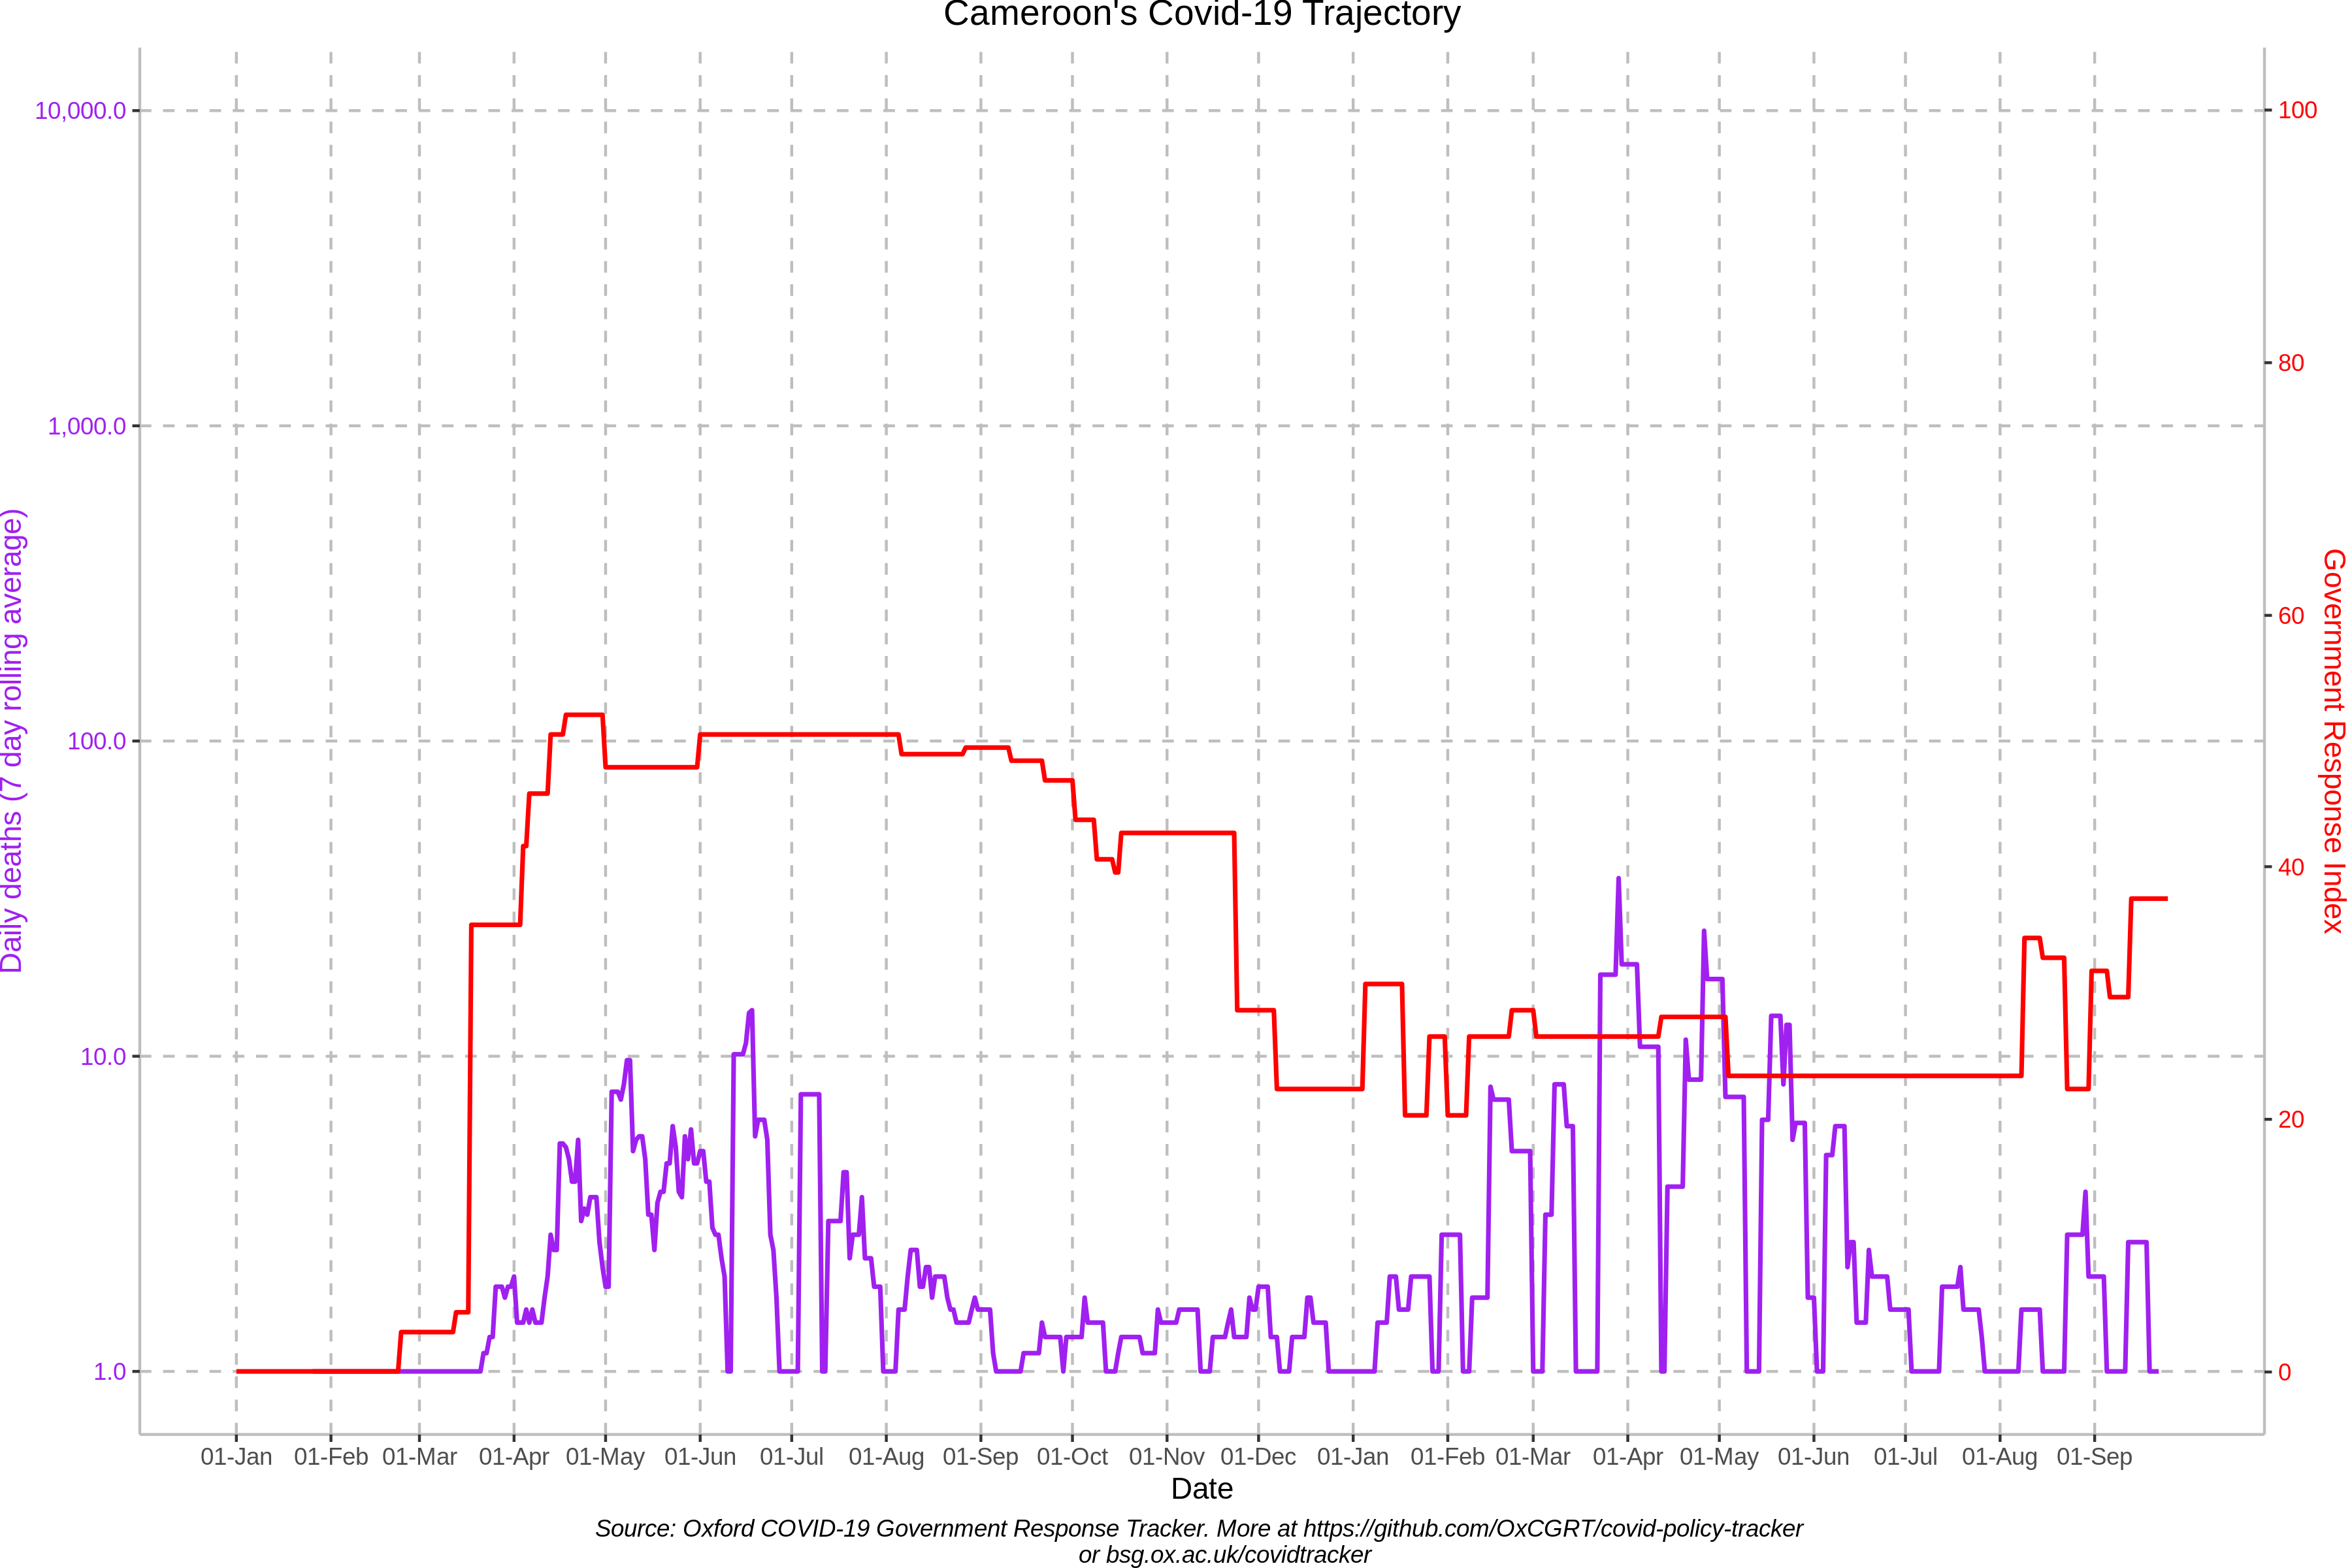 Cameroon's Covid-19 Trajectory
10,000.0
1,000.0
100.0
10.0
1.0
Daily deaths (7 day rolling average)
100
80
60
40
20
0
Government Response Index
01-Jan 01-Feb 01-Mar 01-Apr 01-May 01-Jun 01-Jul 01-Aug 01-Sep 01-Oct 01-Nov 01-Dec 01-Jan 01-Feb 01-Mar 01-Apr 01-May 01-Jun 01-Jul 01-Aug 01-Sep
Date
Source: Oxford COVID-19 Government Response Tracker. More at https://github.com/OxCGRT/covid-policy-tracker
or bsg.ox.ac.uk/covidtracker